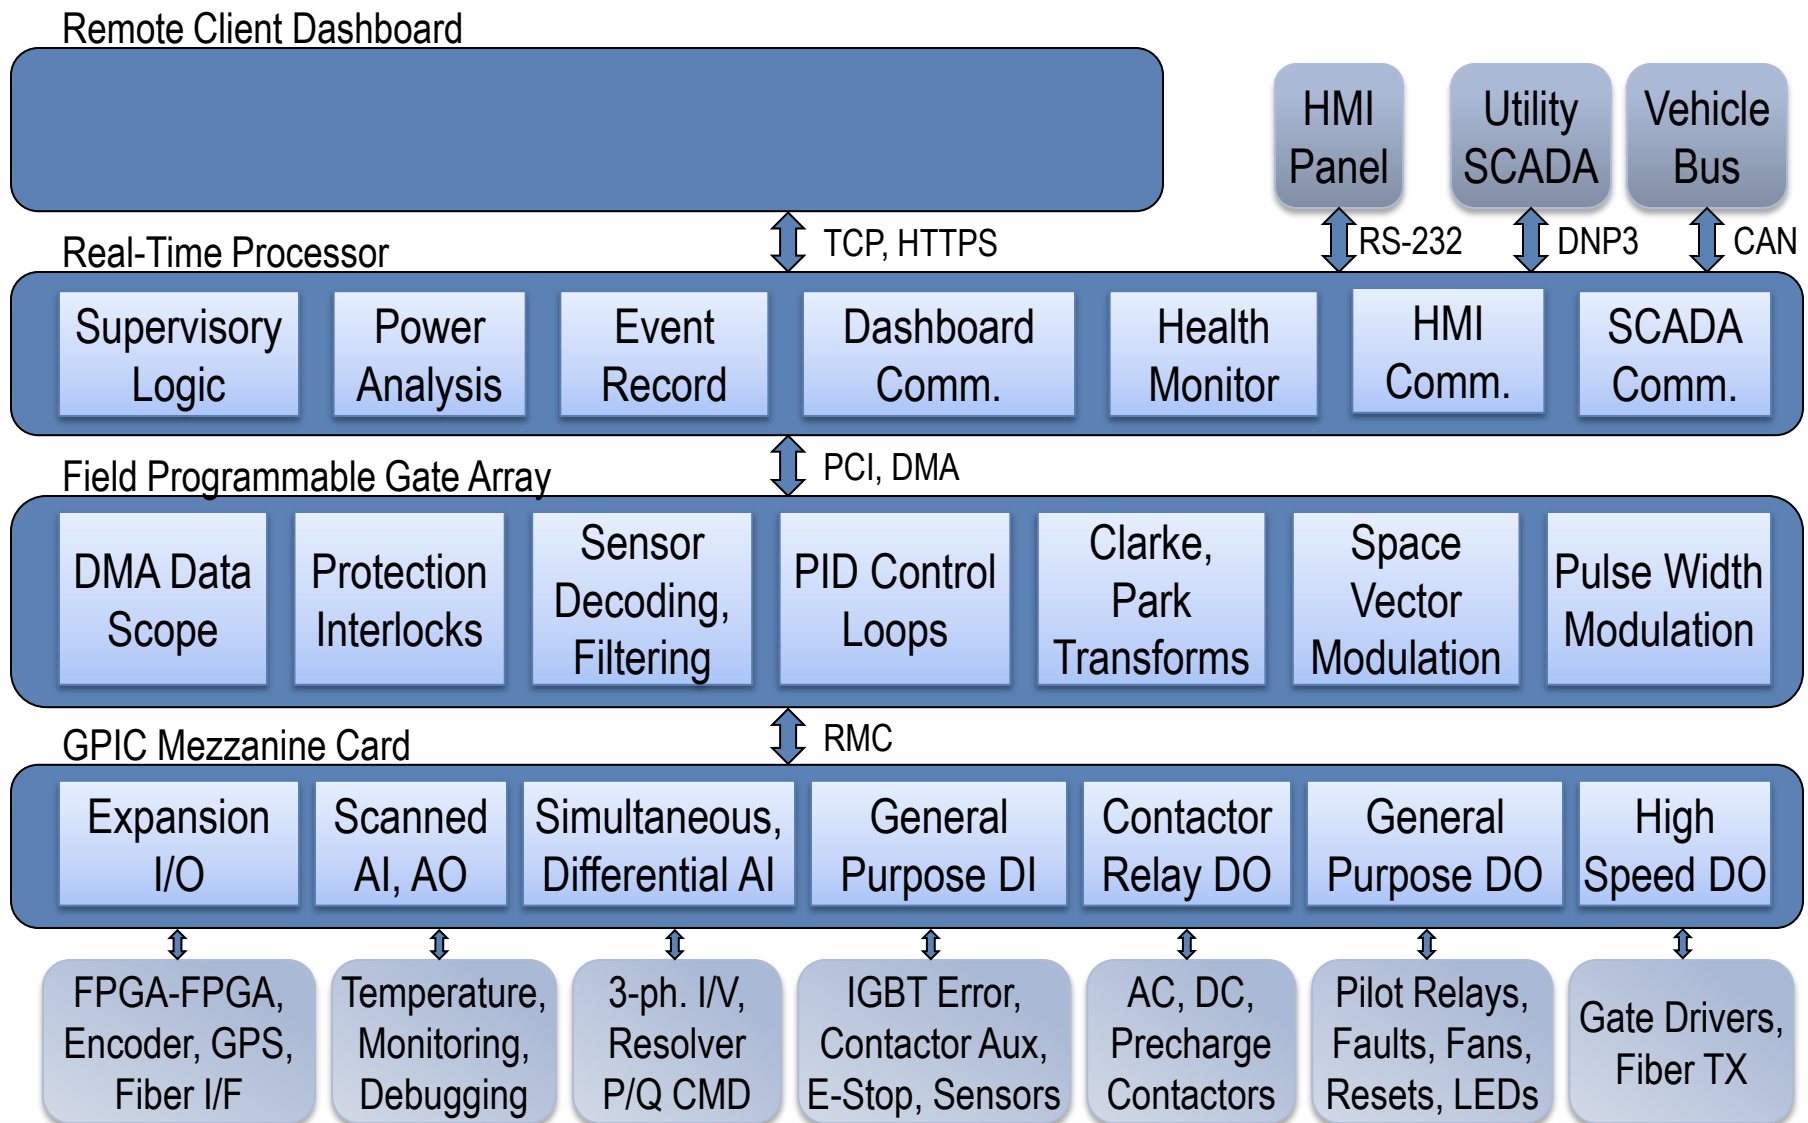 Remote Client Dashboard
HMI
Panel
Utility
SCADA
Vehicle
Bus
TCP, HTTPS
RS-232
DNP3
CAN
Real-Time Processor
Supervisory
Logic
Power
Analysis
Event
Record
Dashboard
Comm.
Health
Monitor
HMI
Comm.
SCADA
Comm.
PCI, DMA
Field Programmable Gate Array
DMA Data
Scope
Protection
Interlocks
Sensor
Decoding,
Filtering
PID Control
Loops
Clarke,
Park
Transforms
Space
Vector
Modulation
Pulse Width
Modulation
RMC
GPIC Mezzanine Card
Expansion
I/O
Scanned
AI, AO
Simultaneous,
Differential AI
General
Purpose DI
Contactor
Relay DO
General
Purpose DO
High
Speed DO
FPGA-FPGA,
Encoder, GPS,
Fiber I/F
Temperature,
Monitoring,
Debugging
3-ph. I/V,
Resolver
P/Q CMD
IGBT Error,
Contactor Aux,
E-Stop, Sensors
AC, DC,
Precharge
Contactors
Pilot Relays,
Faults, Fans,
Resets, LEDs
Gate Drivers,
Fiber TX